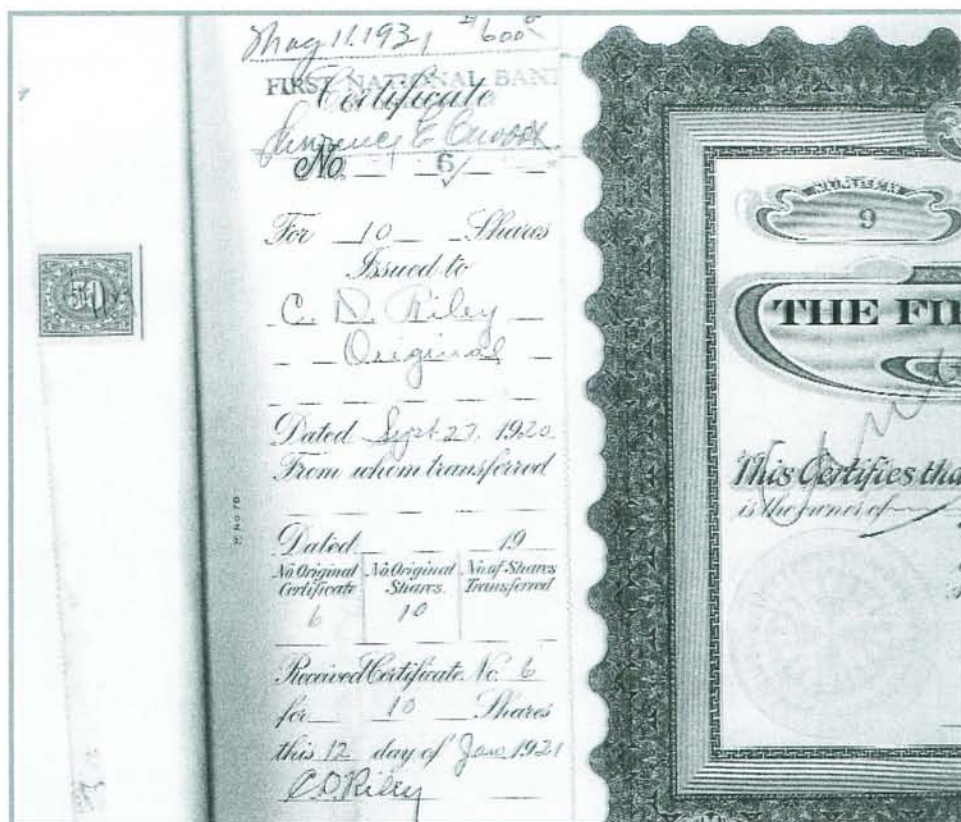 May 11. 1931 $600
FIRST NATIONAL BANK
Certificate
No. 6
For 10 Shares
Issued to
C. D. Riley
Original
Dated Sept 27, 1920
From whom transferred
Dated 19
No. Original Certificate
No. Original Shares.
No. of Shares Transferred
6
10
Received Certificate No. 6
for 10 Shares
this 12 day of Jan 1921
C. D. Riley
50
NUMBER
9
THE FI
This Certifies tha
is the owner of